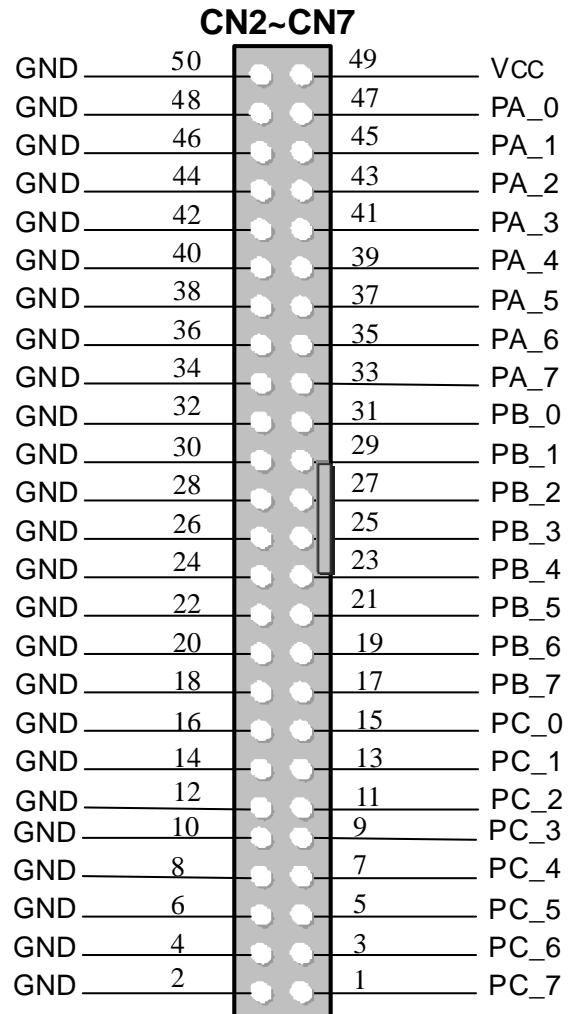 CN2~CN7
GND 50 49 VCC
GND 48 47 PA_0
GND 46 45 PA_1
GND 44 43 PA_2
GND 42 41 PA_3
GND 40 39 PA_4
GND 38 37 PA_5
GND 36 35 PA_6
GND 34 33 PA_7
GND 32 31 PB_0
GND 30 29 PB_1
GND 28 27 PB_2
GND 26 25 PB_3
GND 24 23 PB_4
GND 22 21 PB_5
GND 20 19 PB_6
GND 18 17 PB_7
GND 16 15 PC_0
GND 14 13 PC_1
GND 12 11 PC_2
GND 10 9 PC_3
GND 8 7 PC_4
GND 6 5 PC_5
GND 4 3 PC_6
GND 2 1 PC_7